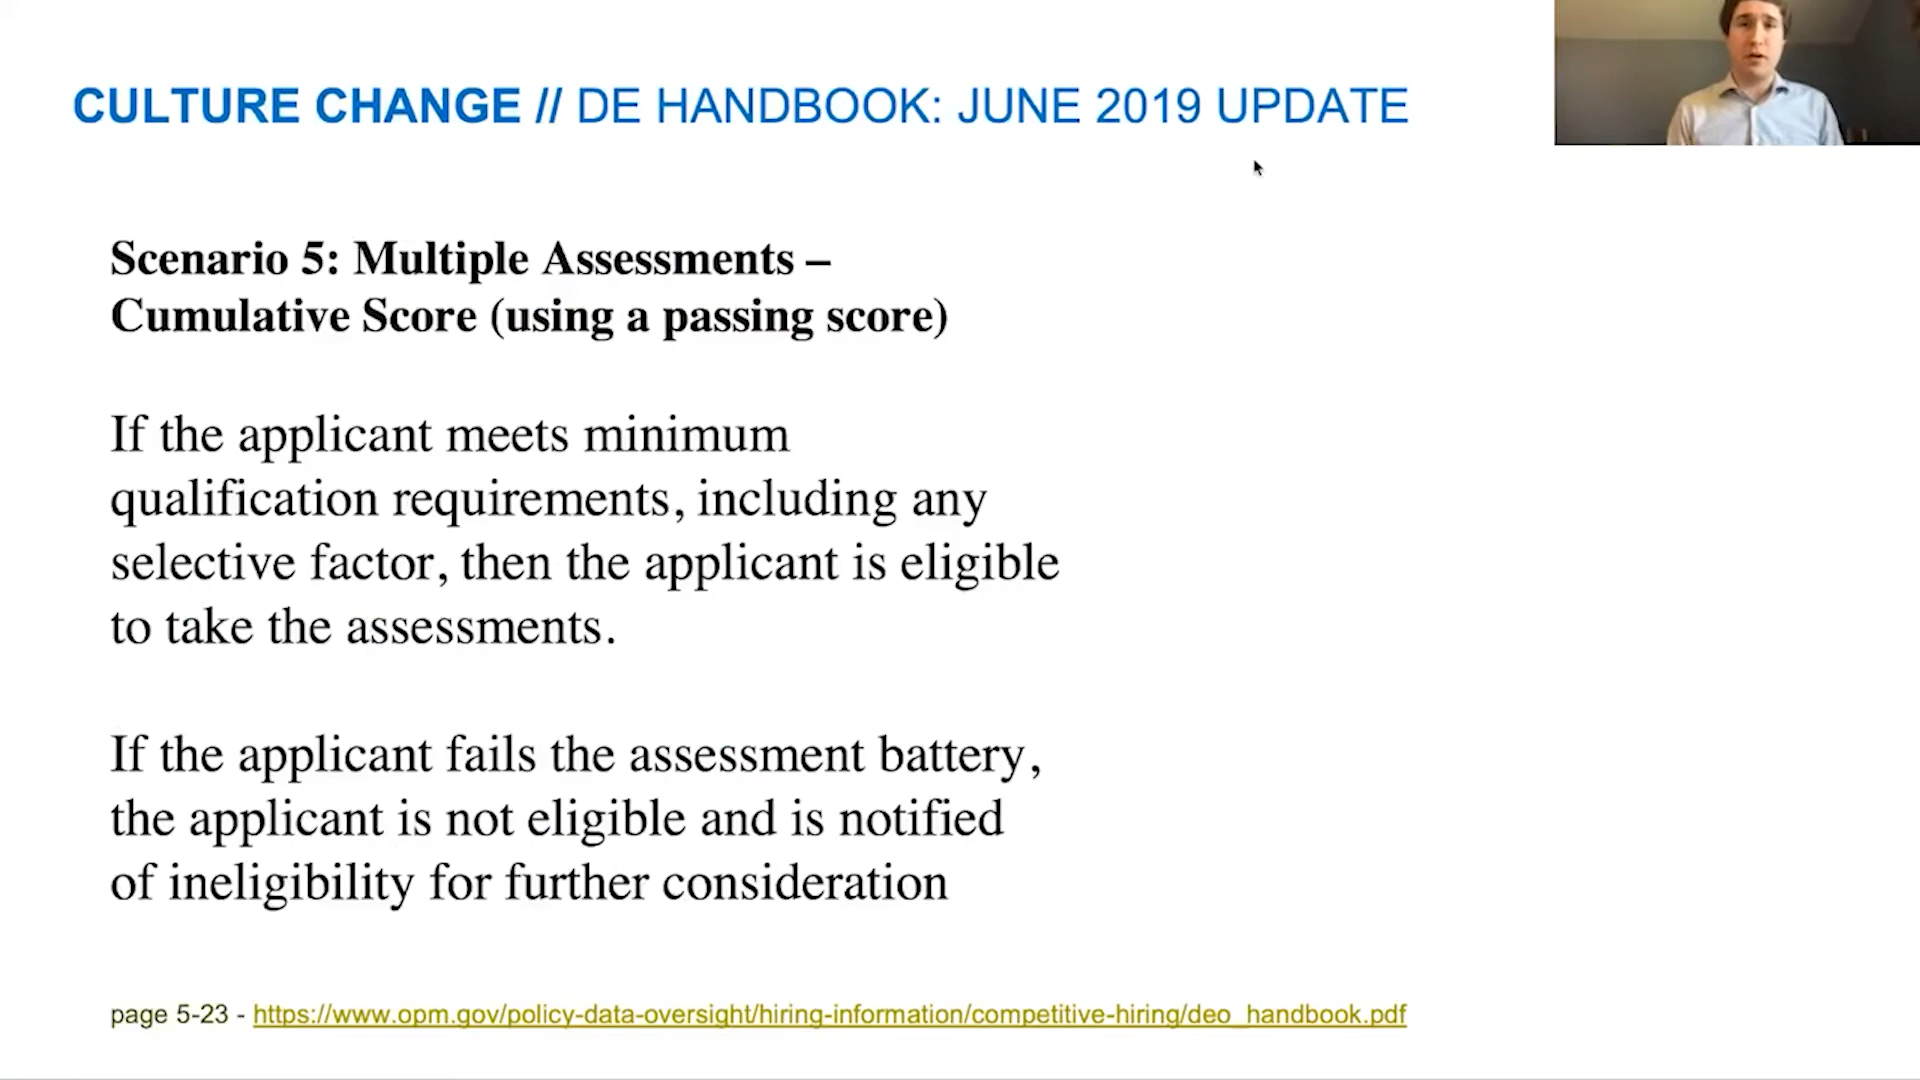 CULTURE CHANGE // DE HANDBOOK: JUNE 2019 UPDATE
Scenario 5: Multiple Assessments –
Cumulative Score (using a passing score)
If the applicant meets minimum
qualification requirements, including any
selective factor, then the applicant is eligible
to take the assessments.
If the applicant fails the assessment battery,
the applicant is not eligible and is notified
of ineligibility for further consideration
page 5-23 - https://www.opm.gov/policy-data-oversight/hiring-information/competitive-hiring/deo_handbook.pdf